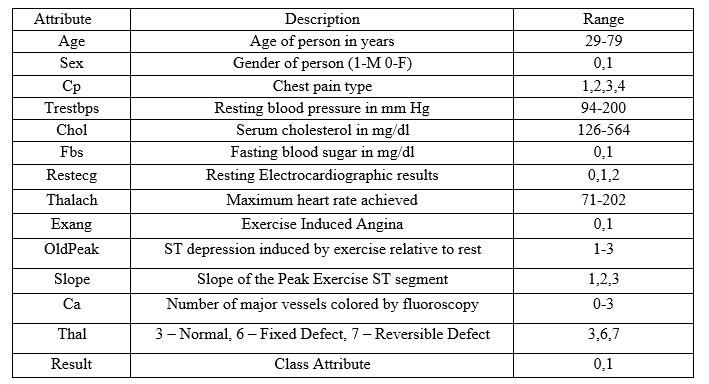 Attribute Description Range
Age Age of person in years 29-79
Sex Gender of person (1-M 0-F) 0,1
Cp Chest pain type 1,2,3,4
Trestbps Resting blood pressure in mm Hg 94-200
Chol Serum cholesterol in mg/dl 126-564
Fbs Fasting blood sugar in mg/dl 0,1
Restecg Resting Electrocardiographic results 0,1,2
Thalach Maximum heart rate achieved 71-202
Exang Exercise Induced Angina 0,1
OldPeak ST depression induced by exercise relative to rest 1-3
Slope Slope of the Peak Exercise ST segment 1,2,3
Ca Number of major vessels colored by fluoroscopy 0-3
Thal 3 – Normal, 6 – Fixed Defect, 7 – Reversible Defect 3,6,7
Result Class Attribute 0,1